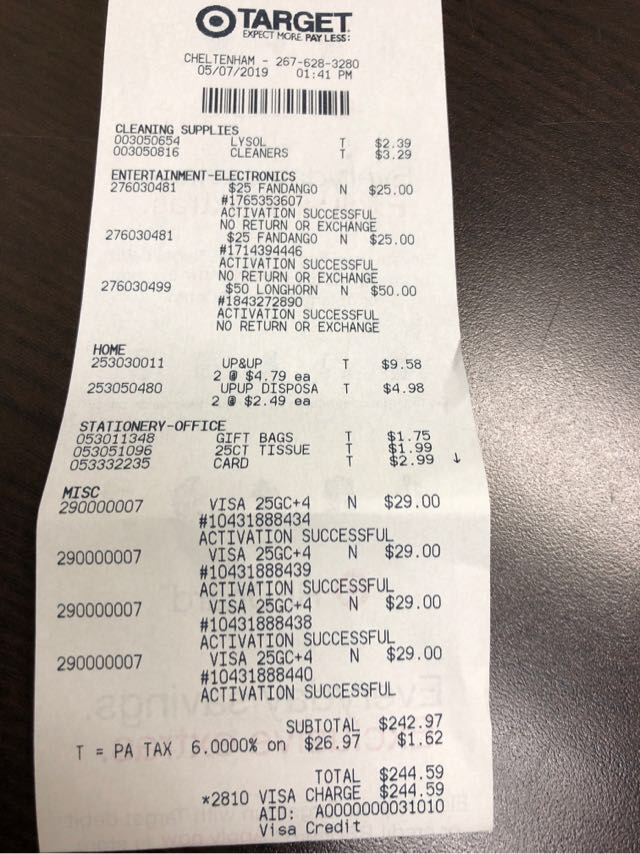 TARGET
EXPECT MORE. PAY LESS.
CHELTENHAM - 267-628-3280
05/07/2019 01:41 PM
CLEANING SUPPLIES
003050654 LYSOL T $2.39
003050816 CLEANERS T $3.29
ENTERTAINMENT-ELECTRONICS
276030481 $25 FANDANGO N $25.00
#1765353607
ACTIVATION SUCCESSFUL
NO RETURN OR EXCHANGE
276030481 $25 FANDANGO N $25.00
#1714394446
ACTIVATION SUCCESSFUL
NO RETURN OR EXCHANGE
276030499 $50 LONGHORN N $50.00
#1843272890
ACTIVATION SUCCESSFUL
NO RETURN OR EXCHANGE
HOME
253030011 UP&UP T $9.58
2 @ $4.79 ea
253050480 UPUP DISPOSA T $4.98
2 @ $2.49 ea
STATIONERY-OFFICE
053011348 GIFT BAGS T $1.75
053051096 25CT TISSUE T $1.99
053332235 CARD T $2.99 ↓
MISC
290000007 VISA 25GC+4 N $29.00
#10431888434
ACTIVATION SUCCESSFUL
290000007 VISA 25GC+4 N $29.00
#10431888439
ACTIVATION SUCCESSFUL
290000007 VISA 25GC+4 N $29.00
#10431888438
ACTIVATION SUCCESSFUL
290000007 VISA 25GC+4 N $29.00
#10431888440
ACTIVATION SUCCESSFUL
SUBTOTAL $242.97
T = PA TAX 6.0000% on $26.97 $1.62
TOTAL $244.59
*2810 VISA CHARGE $244.59
AID: A0000000031010
Visa Credit